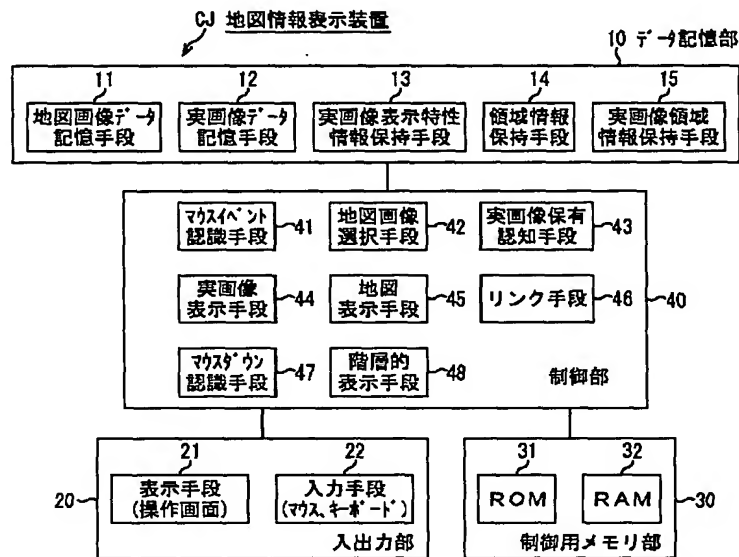 CJ 地図情報表示装置
10 データ記憶部
11 12 13 14 15
地図画像データ 実画像データ 実画像表示特性 領域情報 実画像領域
記憶手段 記憶手段 情報保持手段 保持手段 情報保持手段
マウスイベント 地図画像 実画像保有
認識手段 41 選択手段 42 認知手段 43
実画像 地図
表示手段 44 表示手段 45 リンク手段 46
40
マウスダウン 階層的
認識手段 47 表示手段 48
制御部
21 22 31 32
20 表示手段 入力手段 ROM RAM 30
(操作画面) (マウス、キーボード)
入出力部 制御用メモリ部